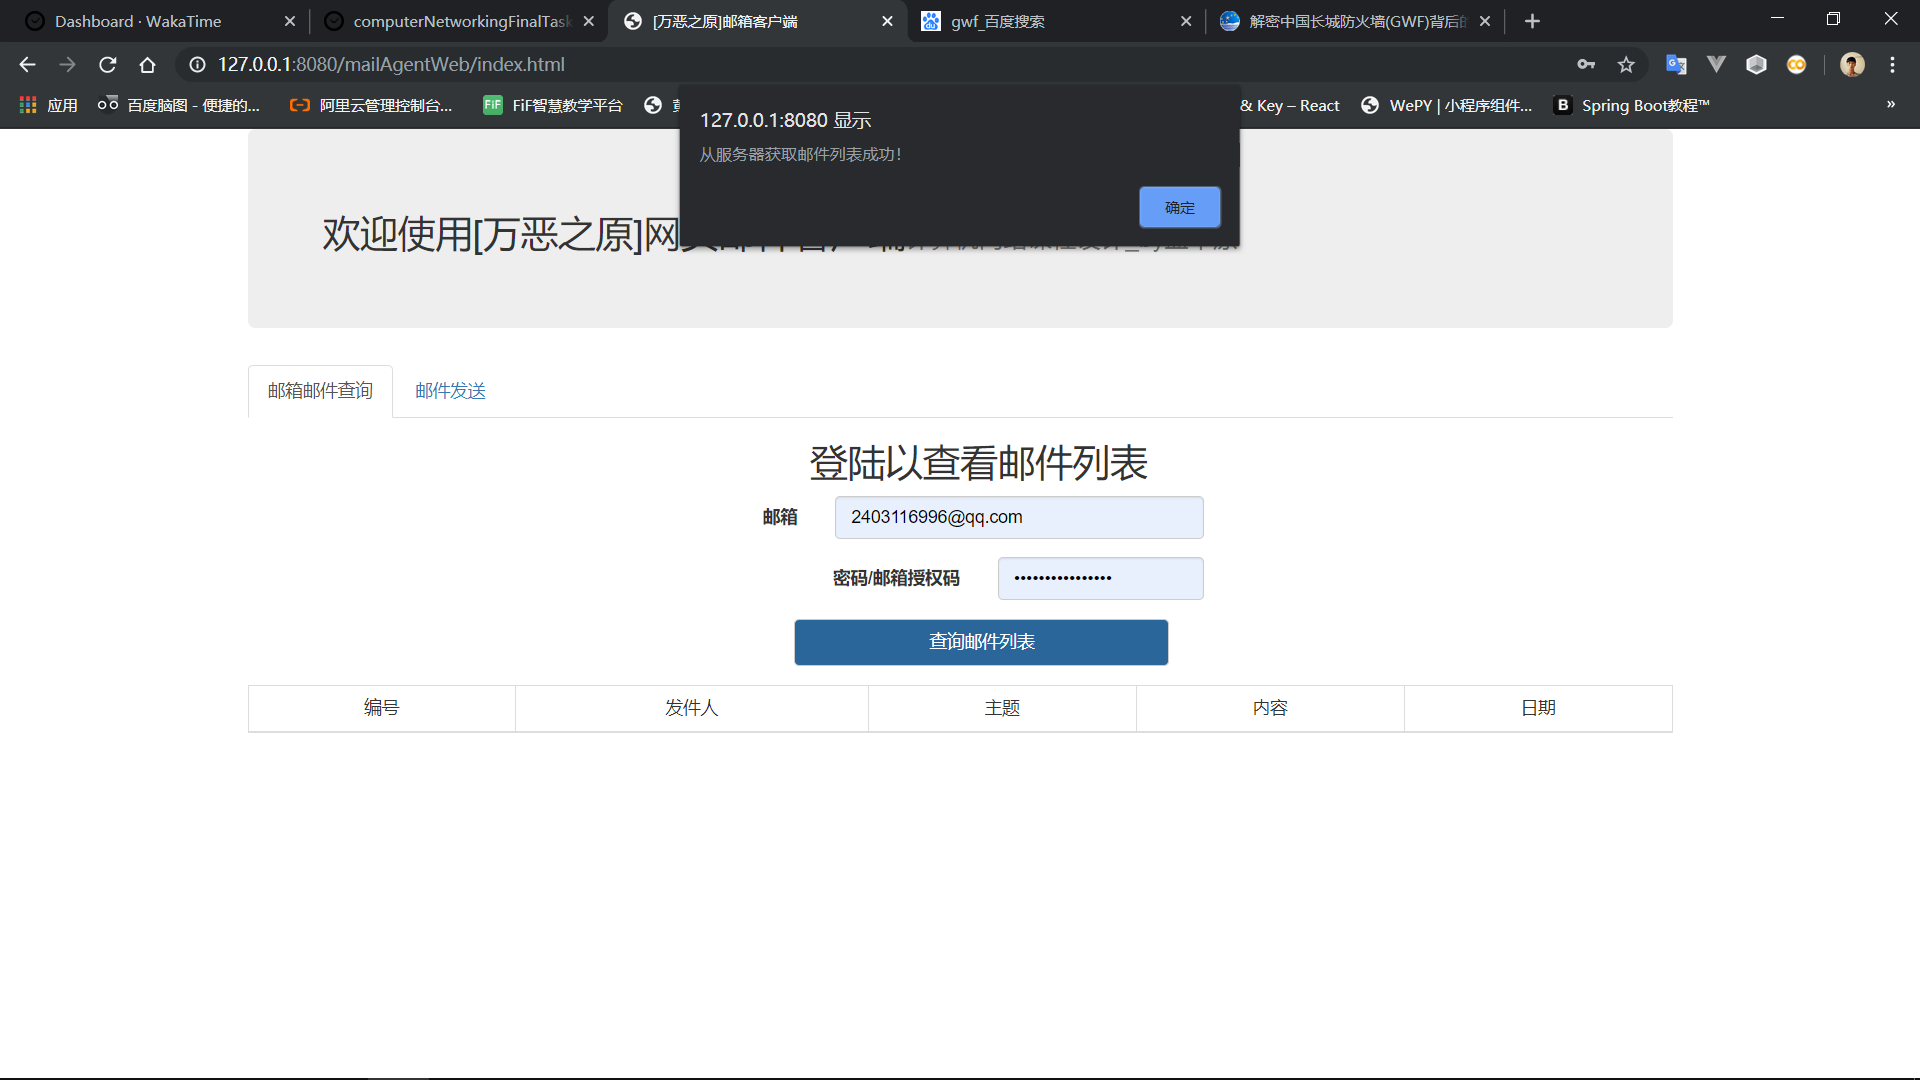 Dashboard · WakaTime
computerNetworkingFinalTask
[万恶之原]邮箱客户端
gwf_百度搜索
解密中国长城防火墙(GWF)背后的
127.0.0.1:8080/mailAgentWeb/index.html
应用
百度脑图 - 便捷的...
阿里云管理控制台...
FiF智慧教学平台
& Key – React
WePY | 小程序组件...
Spring Boot教程™
»
127.0.0.1:8080 显示
从服务器获取邮件列表成功！
确定
欢迎使用[万恶之原]网
邮箱邮件查询
邮件发送
登陆以查看邮件列表
邮箱
2403116996@qq.com
密码/邮箱授权码
••••••••••••••••
查询邮件列表
编号
发件人
主题
内容
日期